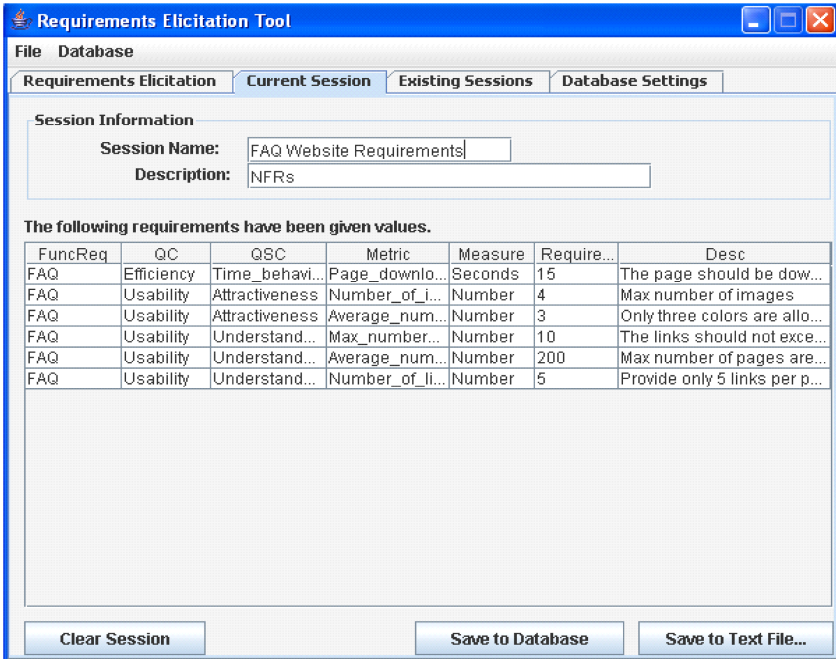 Requirements Elicitation Tool
File Database
Requirements Elicitation Current Session Existing Sessions Database Settings
Session Information
Session Name: FAQ Website Requirements
Description: NFRs
The following requirements have been given values.
FuncReq QC QSC Metric Measure Require... Desc
FAQ Efficiency Time_behavi... Page_downlo... Seconds 15 The page should be dow...
FAQ Usability Attractiveness Number_of_i... Number 4 Max number of images
FAQ Usability Attractiveness Average_num... Number 3 Only three colors are allo...
FAQ Usability Understand... Max_number... Number 10 The links should not exce...
FAQ Usability Understand... Average_num... Number 200 Max number of pages are...
FAQ Usability Understand... Number_of_li... Number 5 Provide only 5 links per p...
Clear Session Save to Database Save to Text File...